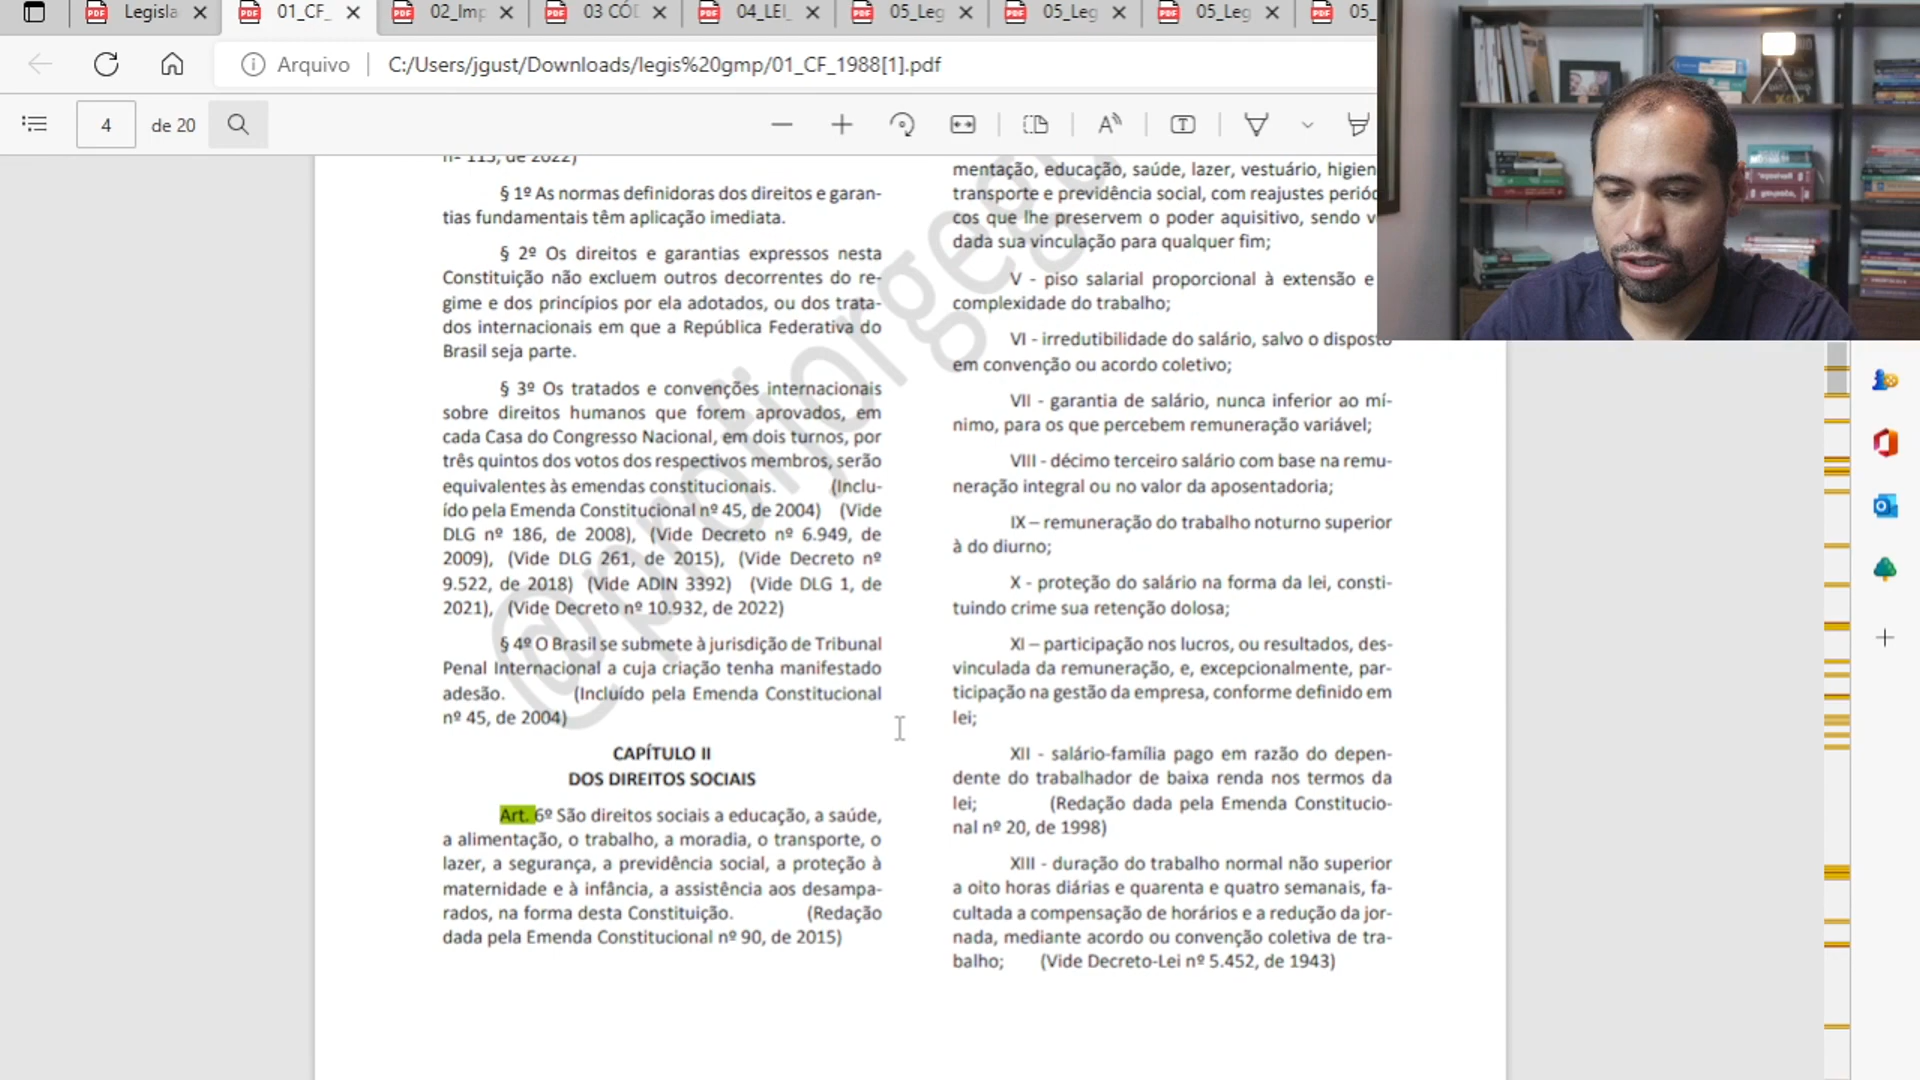 Legisla
01_CF_
02_Imp
03 CÓD
04_LEI_
05_Leg
05_Leg
05_Leg
05_
Arquivo
C:/Users/jgust/Downloads/legis%20gmp/01_CF_1988[1].pdf
4
de 20
nº 115, de 2022)
§ 1º As normas definidoras dos direitos e garan-
tias fundamentais têm aplicação imediata.
§ 2º Os direitos e garantias expressos nesta
Constituição não excluem outros decorrentes do re-
gime e dos princípios por ela adotados, ou dos trata-
dos internacionais em que a República Federativa do
Brasil seja parte.
§ 3º Os tratados e convenções internacionais
sobre direitos humanos que forem aprovados, em
cada Casa do Congresso Nacional, em dois turnos, por
três quintos dos votos dos respectivos membros, serão
equivalentes às emendas constitucionais. (Inclu-
ído pela Emenda Constitucional nº 45, de 2004) (Vide
DLG nº 186, de 2008), (Vide Decreto nº 6.949, de
2009), (Vide DLG 261, de 2015), (Vide Decreto nº
9.522, de 2018) (Vide ADIN 3392) (Vide DLG 1, de
2021), (Vide Decreto nº 10.932, de 2022)
§ 4º O Brasil se submete à jurisdição de Tribunal
Penal Internacional a cuja criação tenha manifestado
adesão. (Incluído pela Emenda Constitucional
nº 45, de 2004)
CAPÍTULO II
DOS DIREITOS SOCIAIS
Art. 6º São direitos sociais a educação, a saúde,
a alimentação, o trabalho, a moradia, o transporte, o
lazer, a segurança, a previdência social, a proteção à
maternidade e à infância, a assistência aos desampa-
rados, na forma desta Constituição. (Redação
dada pela Emenda Constitucional nº 90, de 2015)
mentação, educação, saúde, lazer, vestuário, higien
transporte e previdência social, com reajustes periód
cos que lhe preservem o poder aquisitivo, sendo v
dada sua vinculação para qualquer fim;
V - piso salarial proporcional à extensão e
complexidade do trabalho;
VI - irredutibilidade do salário, salvo o disposto
em convenção ou acordo coletivo;
VII - garantia de salário, nunca inferior ao mí-
nimo, para os que percebem remuneração variável;
VIII - décimo terceiro salário com base na remu-
neração integral ou no valor da aposentadoria;
IX – remuneração do trabalho noturno superior
à do diurno;
X - proteção do salário na forma da lei, consti-
tuindo crime sua retenção dolosa;
XI – participação nos lucros, ou resultados, des-
vinculada da remuneração, e, excepcionalmente, par-
ticipação na gestão da empresa, conforme definido em
lei;
XII - salário-família pago em razão do depen-
dente do trabalhador de baixa renda nos termos da
lei; (Redação dada pela Emenda Constitucio-
nal nº 20, de 1998)
XIII - duração do trabalho normal não superior
a oito horas diárias e quarenta e quatro semanais, fa-
cultada a compensação de horários e a redução da jor-
nada, mediante acordo ou convenção coletiva de tra-
balho; (Vide Decreto-Lei nº 5.452, de 1943)
@profjorgegu